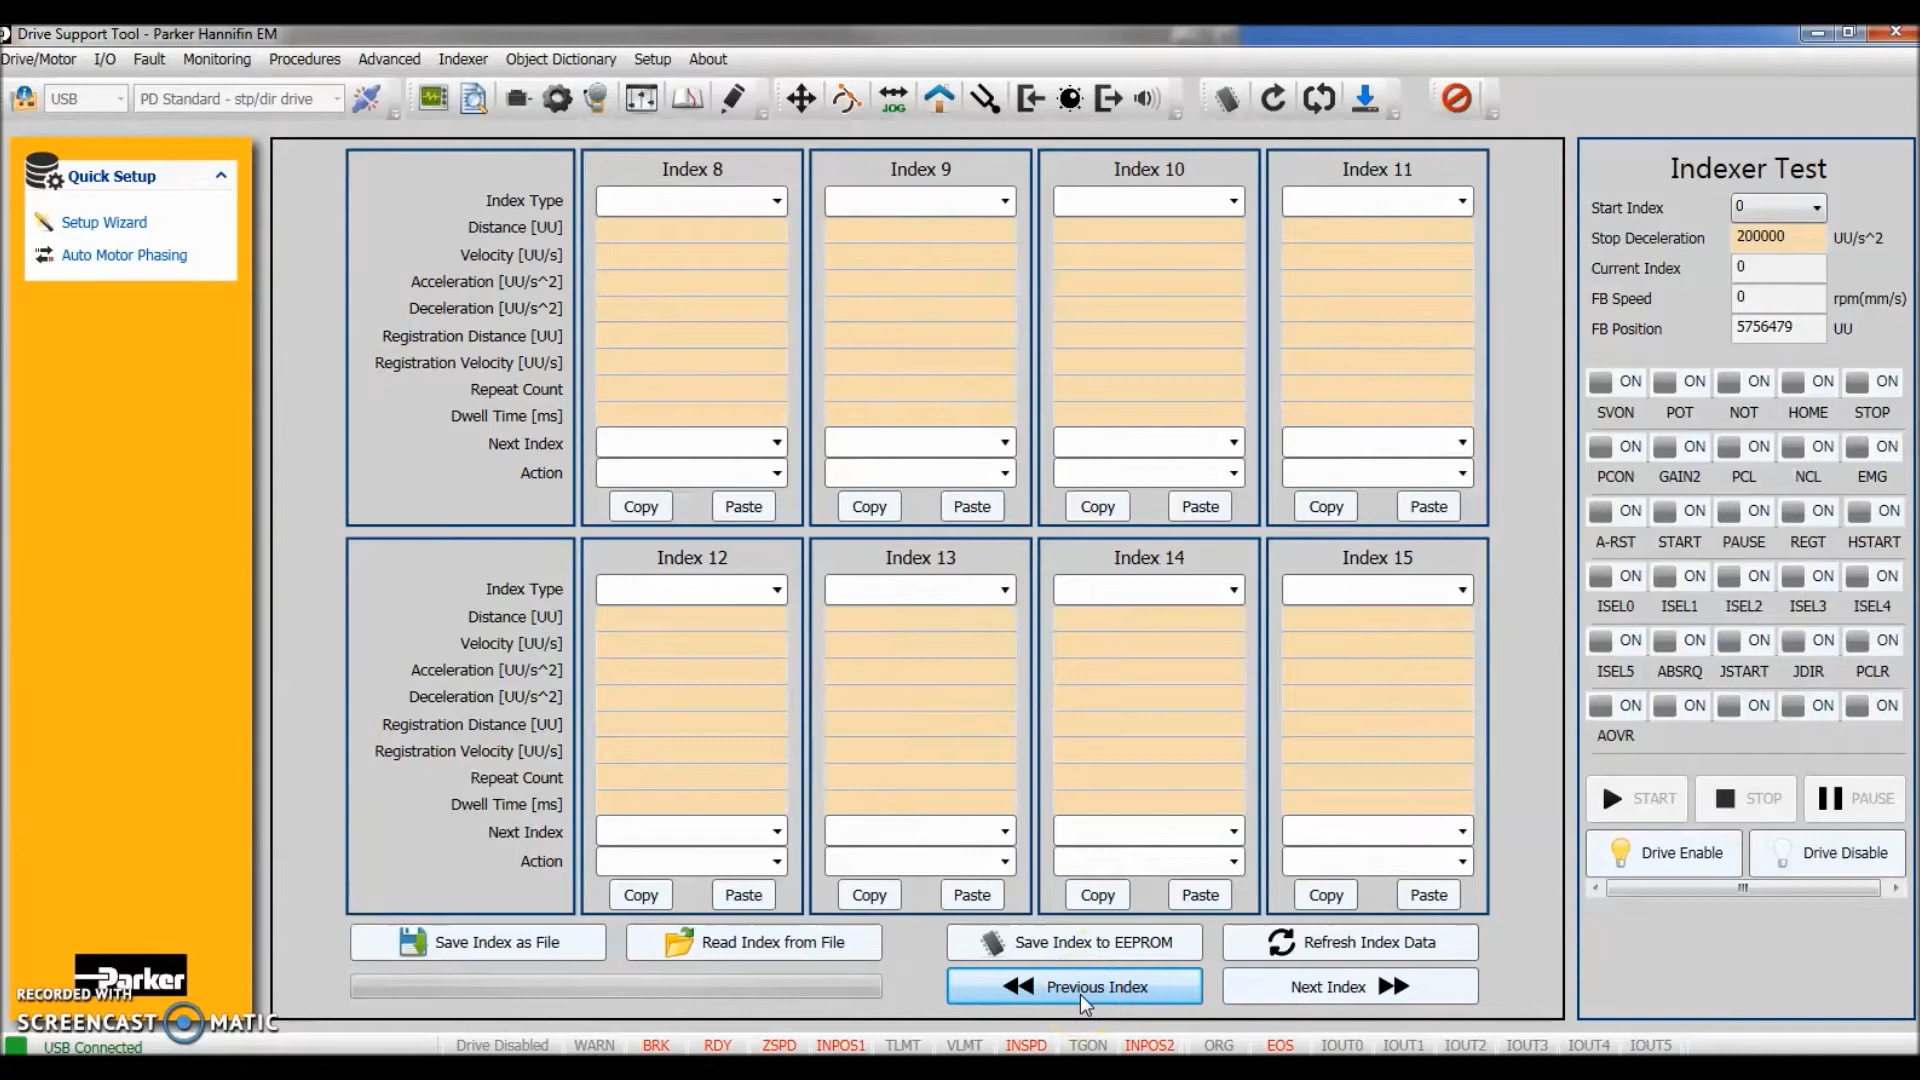 Drive Support Tool - Parker Hannifin EM
Drive/Motor I/O Fault Monitoring Procedures Advanced Indexer Object Dictionary Setup About
USB PD Standard - stp/dir drive JOG
Quick Setup
Setup Wizard
Auto Motor Phasing
Index 8 Index 9 Index 10 Index 11
Index Type
Distance [UU]
Velocity [UU/s]
Acceleration [UU/s^2]
Deceleration [UU/s^2]
Registration Distance [UU]
Registration Velocity [UU/s]
Repeat Count
Dwell Time [ms]
Next Index
Action
Copy Paste Copy Paste Copy Paste Copy Paste
Index 12 Index 13 Index 14 Index 15
Index Type
Distance [UU]
Velocity [UU/s]
Acceleration [UU/s^2]
Deceleration [UU/s^2]
Registration Distance [UU]
Registration Velocity [UU/s]
Repeat Count
Dwell Time [ms]
Next Index
Action
Copy Paste Copy Paste Copy Paste Copy Paste
Save Index as File Read Index from File Save Index to EEPROM Refresh Index Data
Previous Index Next Index
Indexer Test
Start Index 0
Stop Deceleration 200000 UU/s^2
Current Index 0
FB Speed 0 rpm(mm/s)
FB Position 5756479 UU
ON ON ON ON ON
SVON POT NOT HOME STOP
ON ON ON ON ON
PCON GAIN2 PCL NCL EMG
ON ON ON ON ON
A-RST START PAUSE REGT HSTART
ON ON ON ON ON
ISEL0 ISEL1 ISEL2 ISEL3 ISEL4
ON ON ON ON ON
ISEL5 ABSRQ JSTART JDIR PCLR
ON ON ON ON ON
AOVR
START STOP PAUSE
Drive Enable Drive Disable
Parker
RECORDED WITH
SCREENCAST MATIC
USB Connected Drive Disabled WARN BRK RDY ZSPD INPOS1 TLMT VLMT INSPD TGON INPOS2 ORG EOS IOUT0 IOUT1 IOUT2 IOUT3 IOUT4 IOUT5